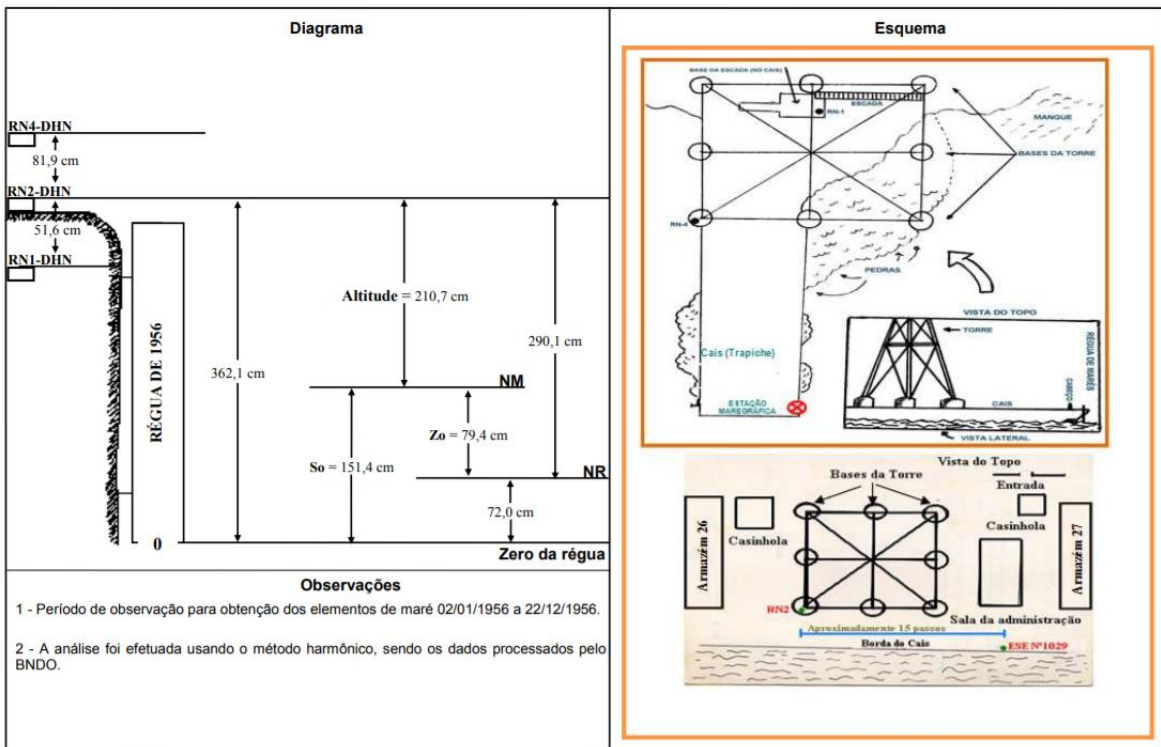 Diagrama
RN4-DHN
81,9 cm
RN2-DHN
51,6 cm
RN1-DHN
RÉGUA DE 1956
0
362,1 cm
Altitude = 210,7 cm
290,1 cm
NM
Zo = 79,4 cm
So = 151,4 cm
NR
72,0 cm
Zero da régua
Observações
1 - Período de observação para obtenção dos elementos de maré 02/01/1956 a 22/12/1956.
2 - A análise foi efetuada usando o método harmônico, sendo os dados processados pelo
BNDO.
Esquema
BASE DA ESCADA (NO CAIS)
ESCADA
RN-1
MANGUE
BASES DA TORRE
RN-4
PEDRAS
Cais (Trapiche)
ESTAÇÃO
MAREGRÁFICA
VISTA DO TOPO
TORRE
RÉGUA DE MARÉS
CABEÇO
CAIS
VISTA LATERAL
Vista do Topo
Bases da Torre
Entrada
Armazém 26
Casinhola
Casinhola
Armazém 27
RN2
Sala da administração
Aproximadamente 15 passos
Borda do Cais
ESE Nº1029